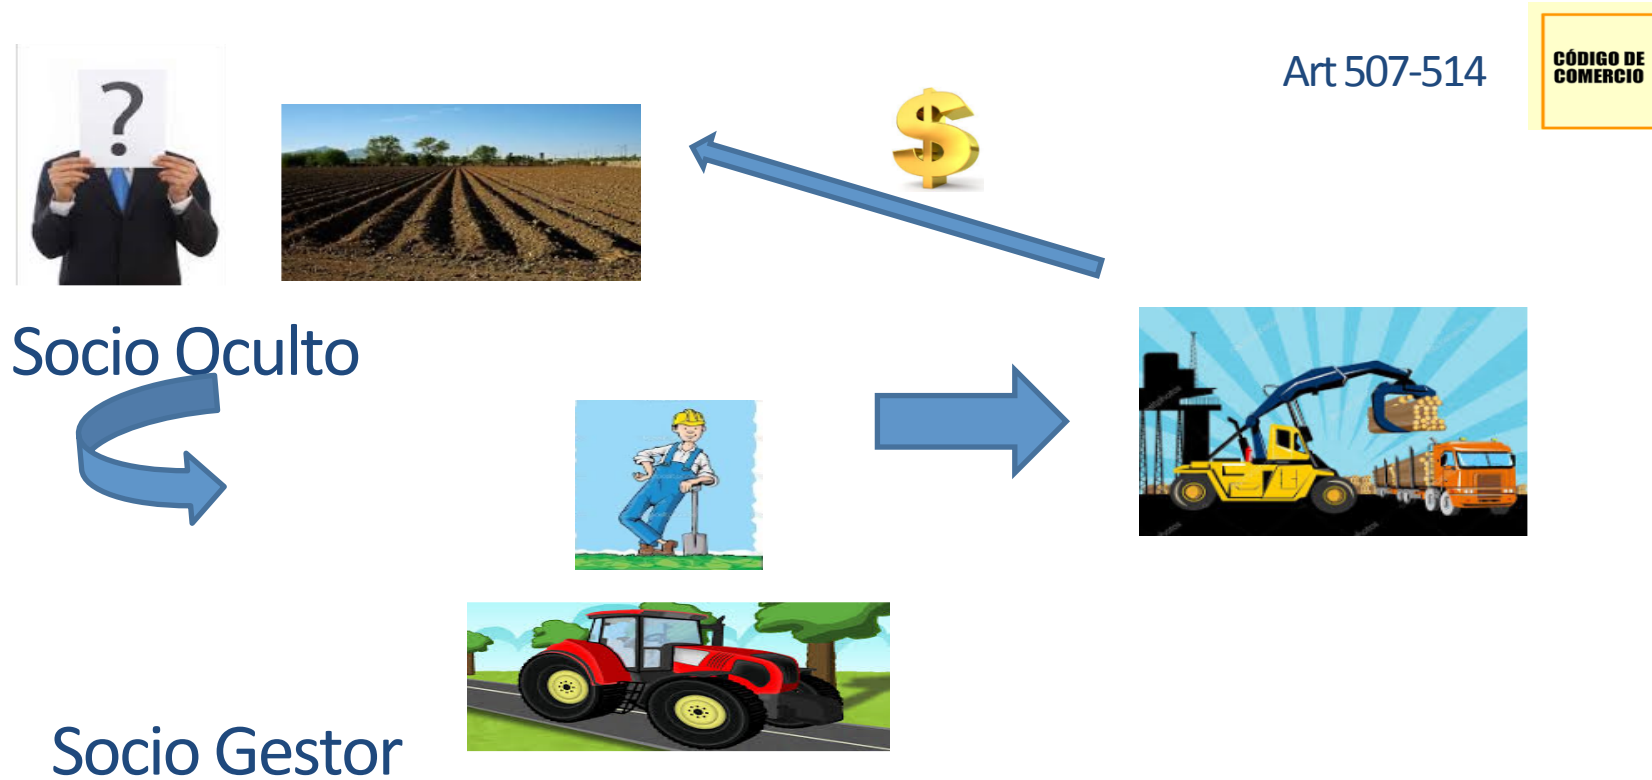 Art 507-514
CÓDIGO DE
COMERCIO
?
$
Socio Oculto
Socio Gestor